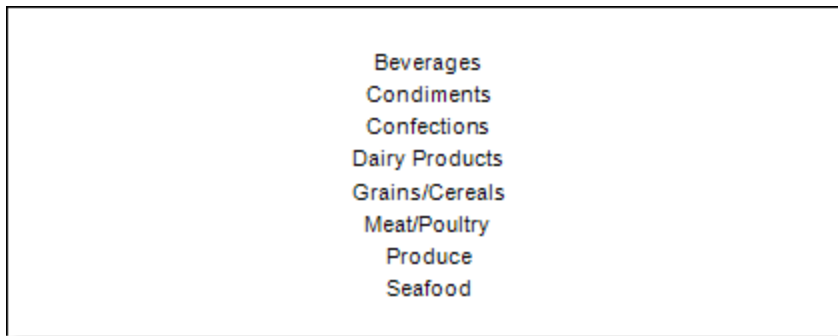 Beverages
Condiments
Confections
Dairy Products
Grains/Cereals
Meat/Poultry
Produce
Seafood